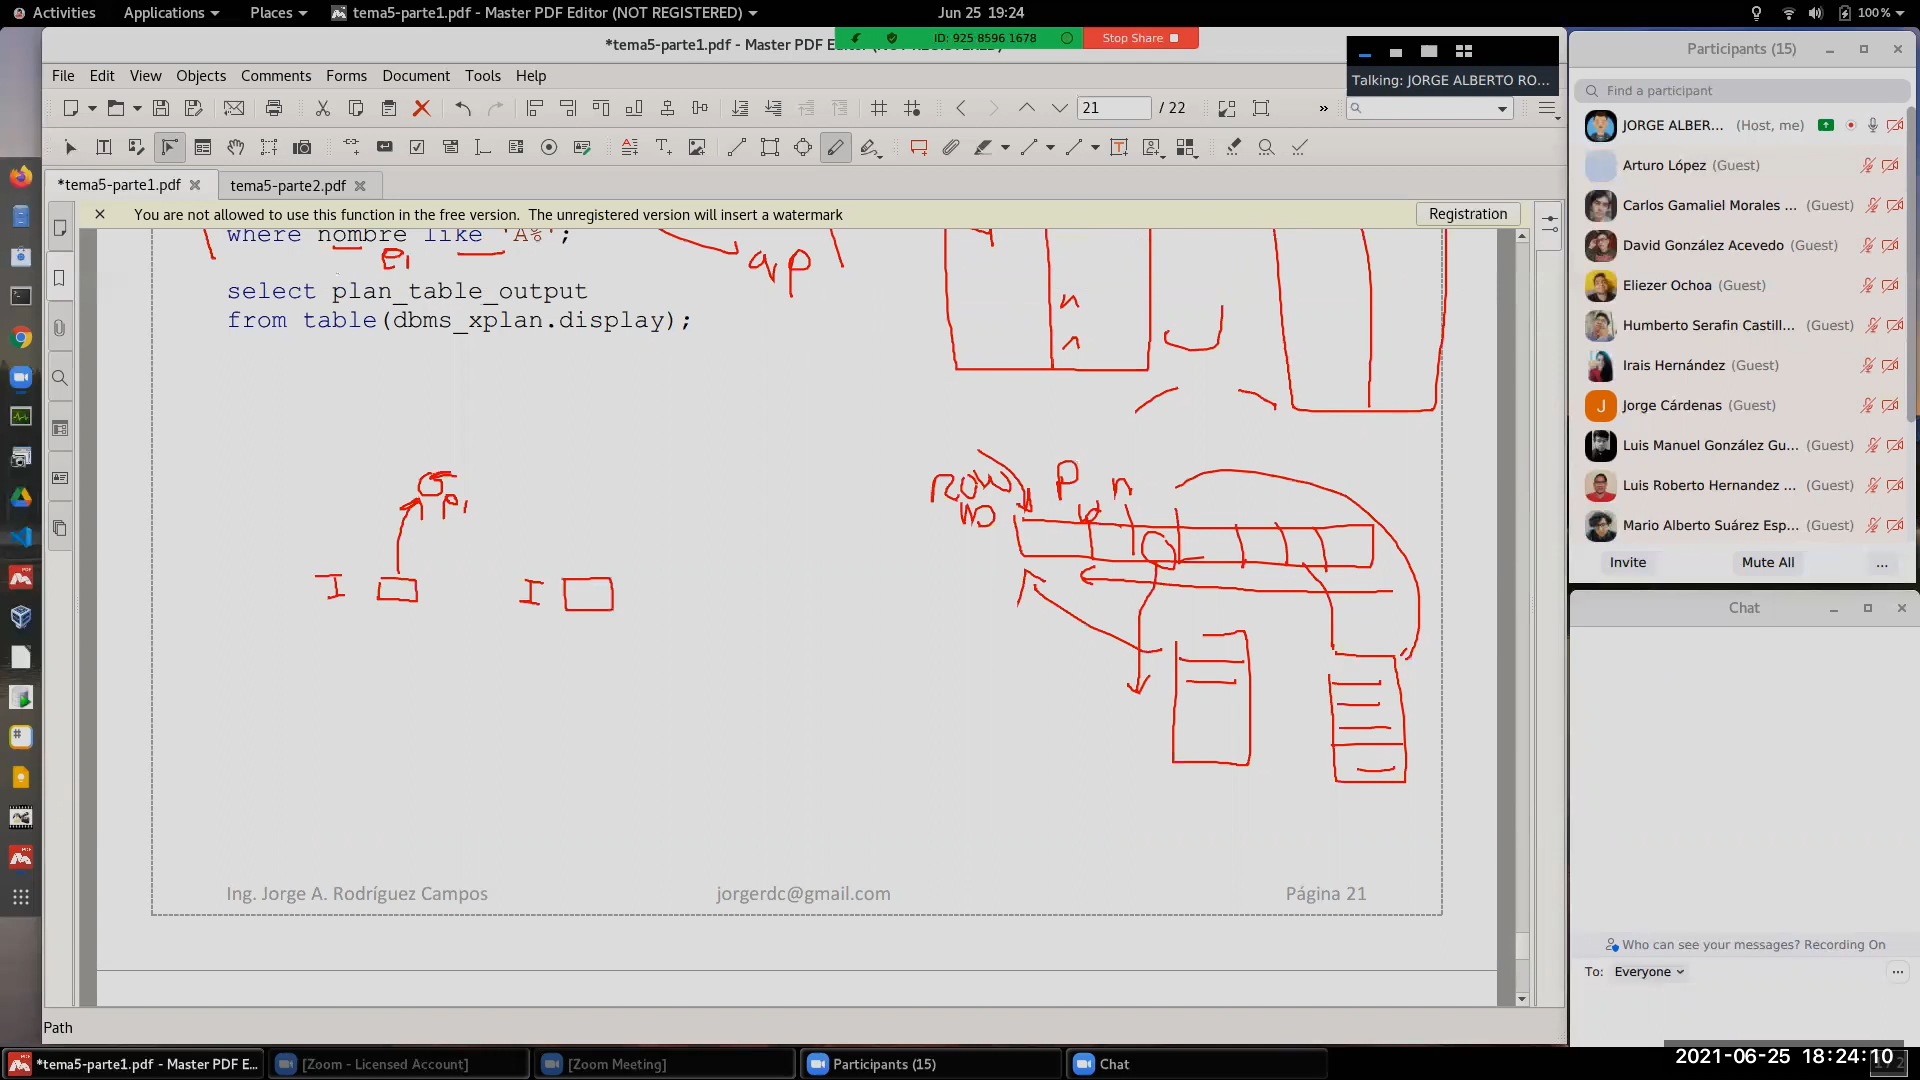 Activities Applications Places tema5-parte1.pdf - Master PDF Editor (NOT REGISTERED) Jun 25 19:24 100%
*tema5-parte1.pdf - Master PDF Editor
ID: 925 8596 1678 Stop Share
Talking: JORGE ALBERTO RO...
File Edit View Objects Comments Forms Document Tools Help
21 / 22
*tema5-parte1.pdf
tema5-parte2.pdf
You are not allowed to use this function in the free version. The unregistered version will insert a watermark
Registration
where nombre like 'A%';
P1
qp
select plan_table_output
from table(dbms_xplan.display);
n
ROW
ID
P
id
n
P1
I
I
Ing. Jorge A. Rodríguez Campos
jorgerdc@gmail.com
Página 21
Path
Participants (15)
Find a participant
JORGE ALBER... (Host, me)
Arturo López (Guest)
Carlos Gamaliel Morales ... (Guest)
David González Acevedo (Guest)
Eliezer Ochoa (Guest)
Humberto Serafin Castill... (Guest)
Irais Hernández (Guest)
J Jorge Cárdenas (Guest)
Luis Manuel González Gu... (Guest)
Luis Roberto Hernandez ... (Guest)
Mario Alberto Suárez Esp... (Guest)
Invite Mute All ...
Chat
Who can see your messages? Recording On
To: Everyone
*tema5-parte1.pdf - Master PDF E...
[Zoom - Licensed Account]
[Zoom Meeting]
Participants (15)
Chat
2021-06-25 18:24:10